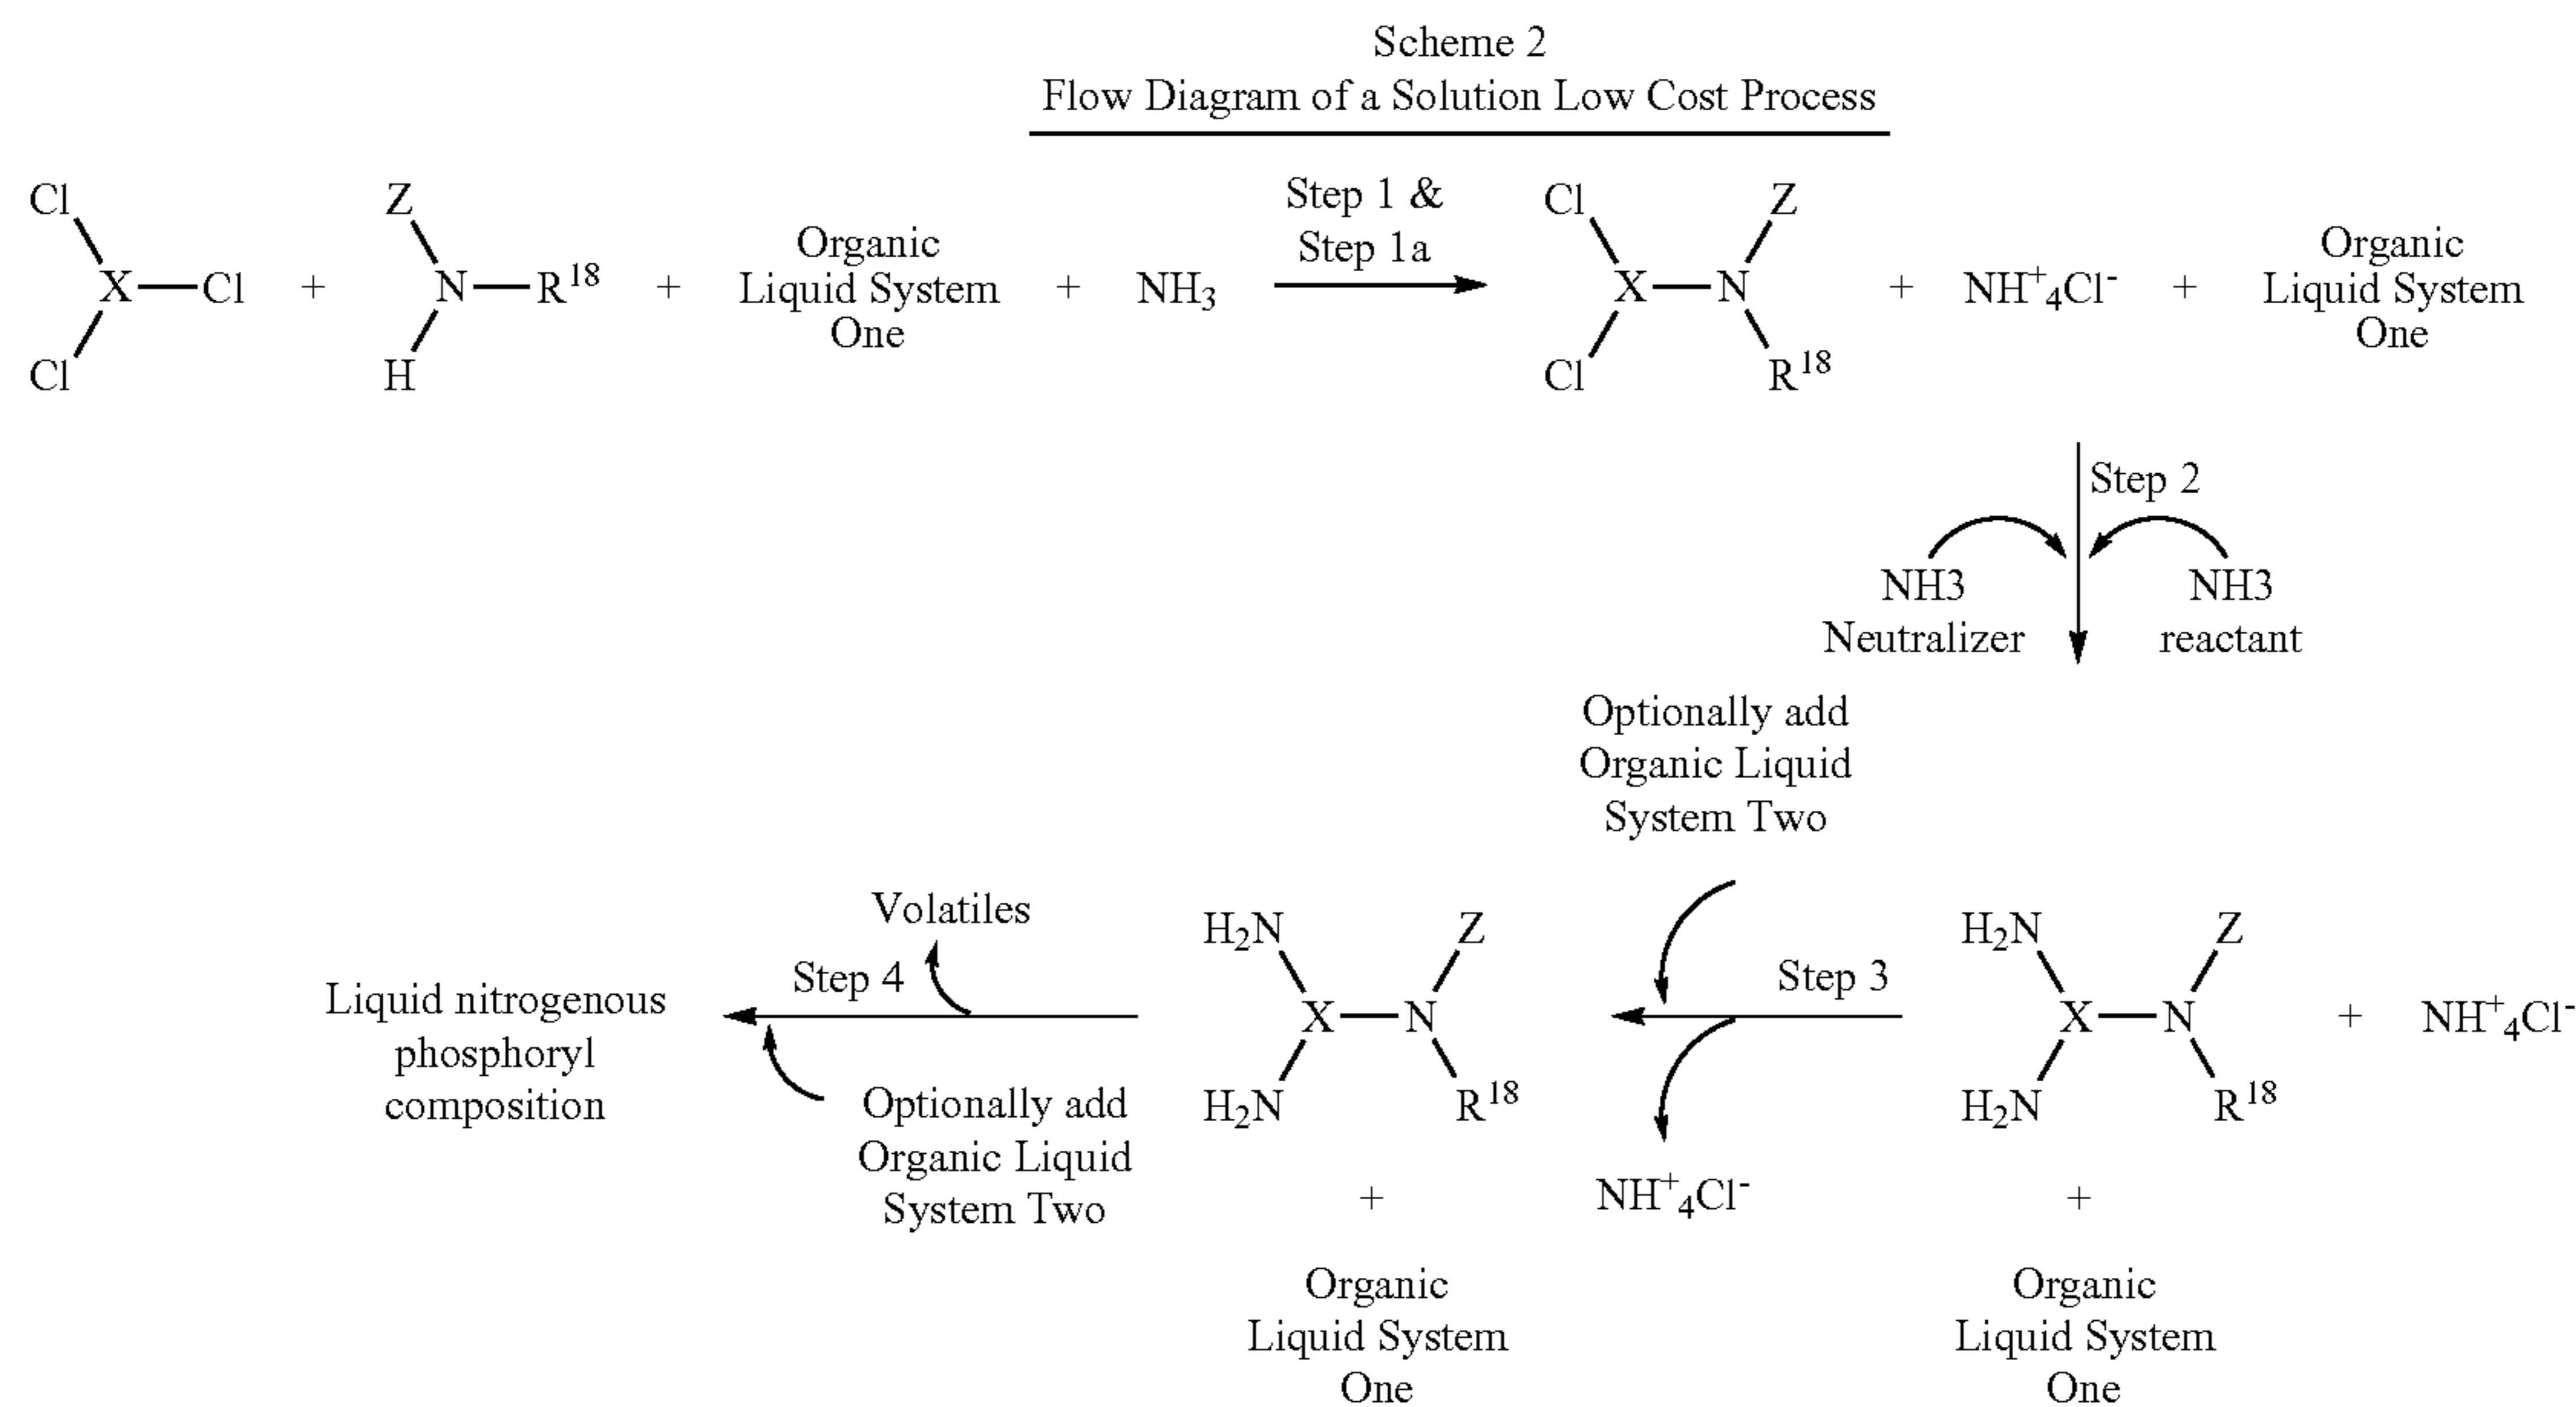 Scheme 2
Flow Diagram of a Solution Low Cost Process
Cl
Cl
Cl
X
+
Z
N
R¹⁸
H
+
Organic
Liquid System
One
+
NH₃
Step 1 &
Step 1a
Cl
Cl
X
N
Z
R¹⁸
+
NH⁺₄Cl⁻
+
Organic
Liquid System
One
Step 2
NH3
Neutralizer
NH3
reactant
H₂N
H₂N
X
N
Z
R¹⁸
+
NH⁺₄Cl⁻
+
Organic
Liquid System
One
Step 3
Optionally add
Organic Liquid
System Two
NH⁺₄Cl⁻
H₂N
H₂N
X
N
Z
R¹⁸
+
Organic
Liquid System
One
Step 4
Volatiles
Optionally add
Organic Liquid
System Two
Liquid nitrogenous
phosphoryl
composition